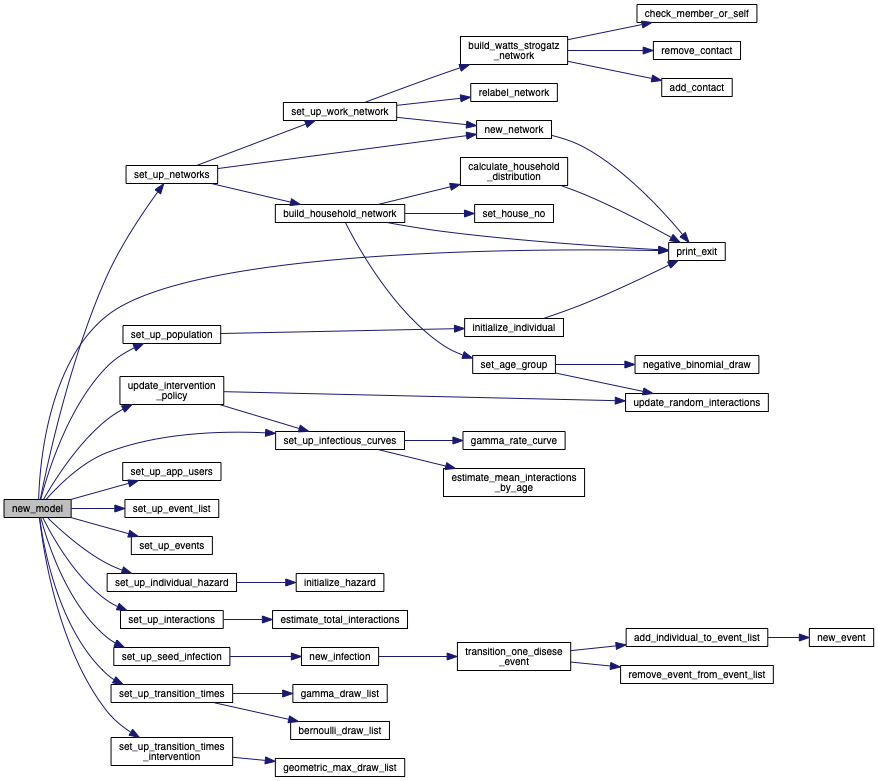 check_member_or_self
build_watts_strogatz
_network
remove_contact
add_contact
relabel_network
set_up_work_network
new_network
set_up_networks
calculate_household
_distribution
build_household_network
set_house_no
print_exit
set_up_population
initialize_individual
set_age_group
negative_binomial_draw
update_random_interactions
update_intervention
_policy
set_up_infectious_curves
gamma_rate_curve
estimate_mean_interactions
_by_age
set_up_app_users
new_model
set_up_event_list
set_up_events
set_up_individual_hazard
initialize_hazard
set_up_interactions
estimate_total_interactions
set_up_seed_infection
new_infection
transition_one_disese
_event
add_individual_to_event_list
new_event
remove_event_from_event_list
set_up_transition_times
gamma_draw_list
bernoulli_draw_list
set_up_transition_times
_intervention
geometric_max_draw_list